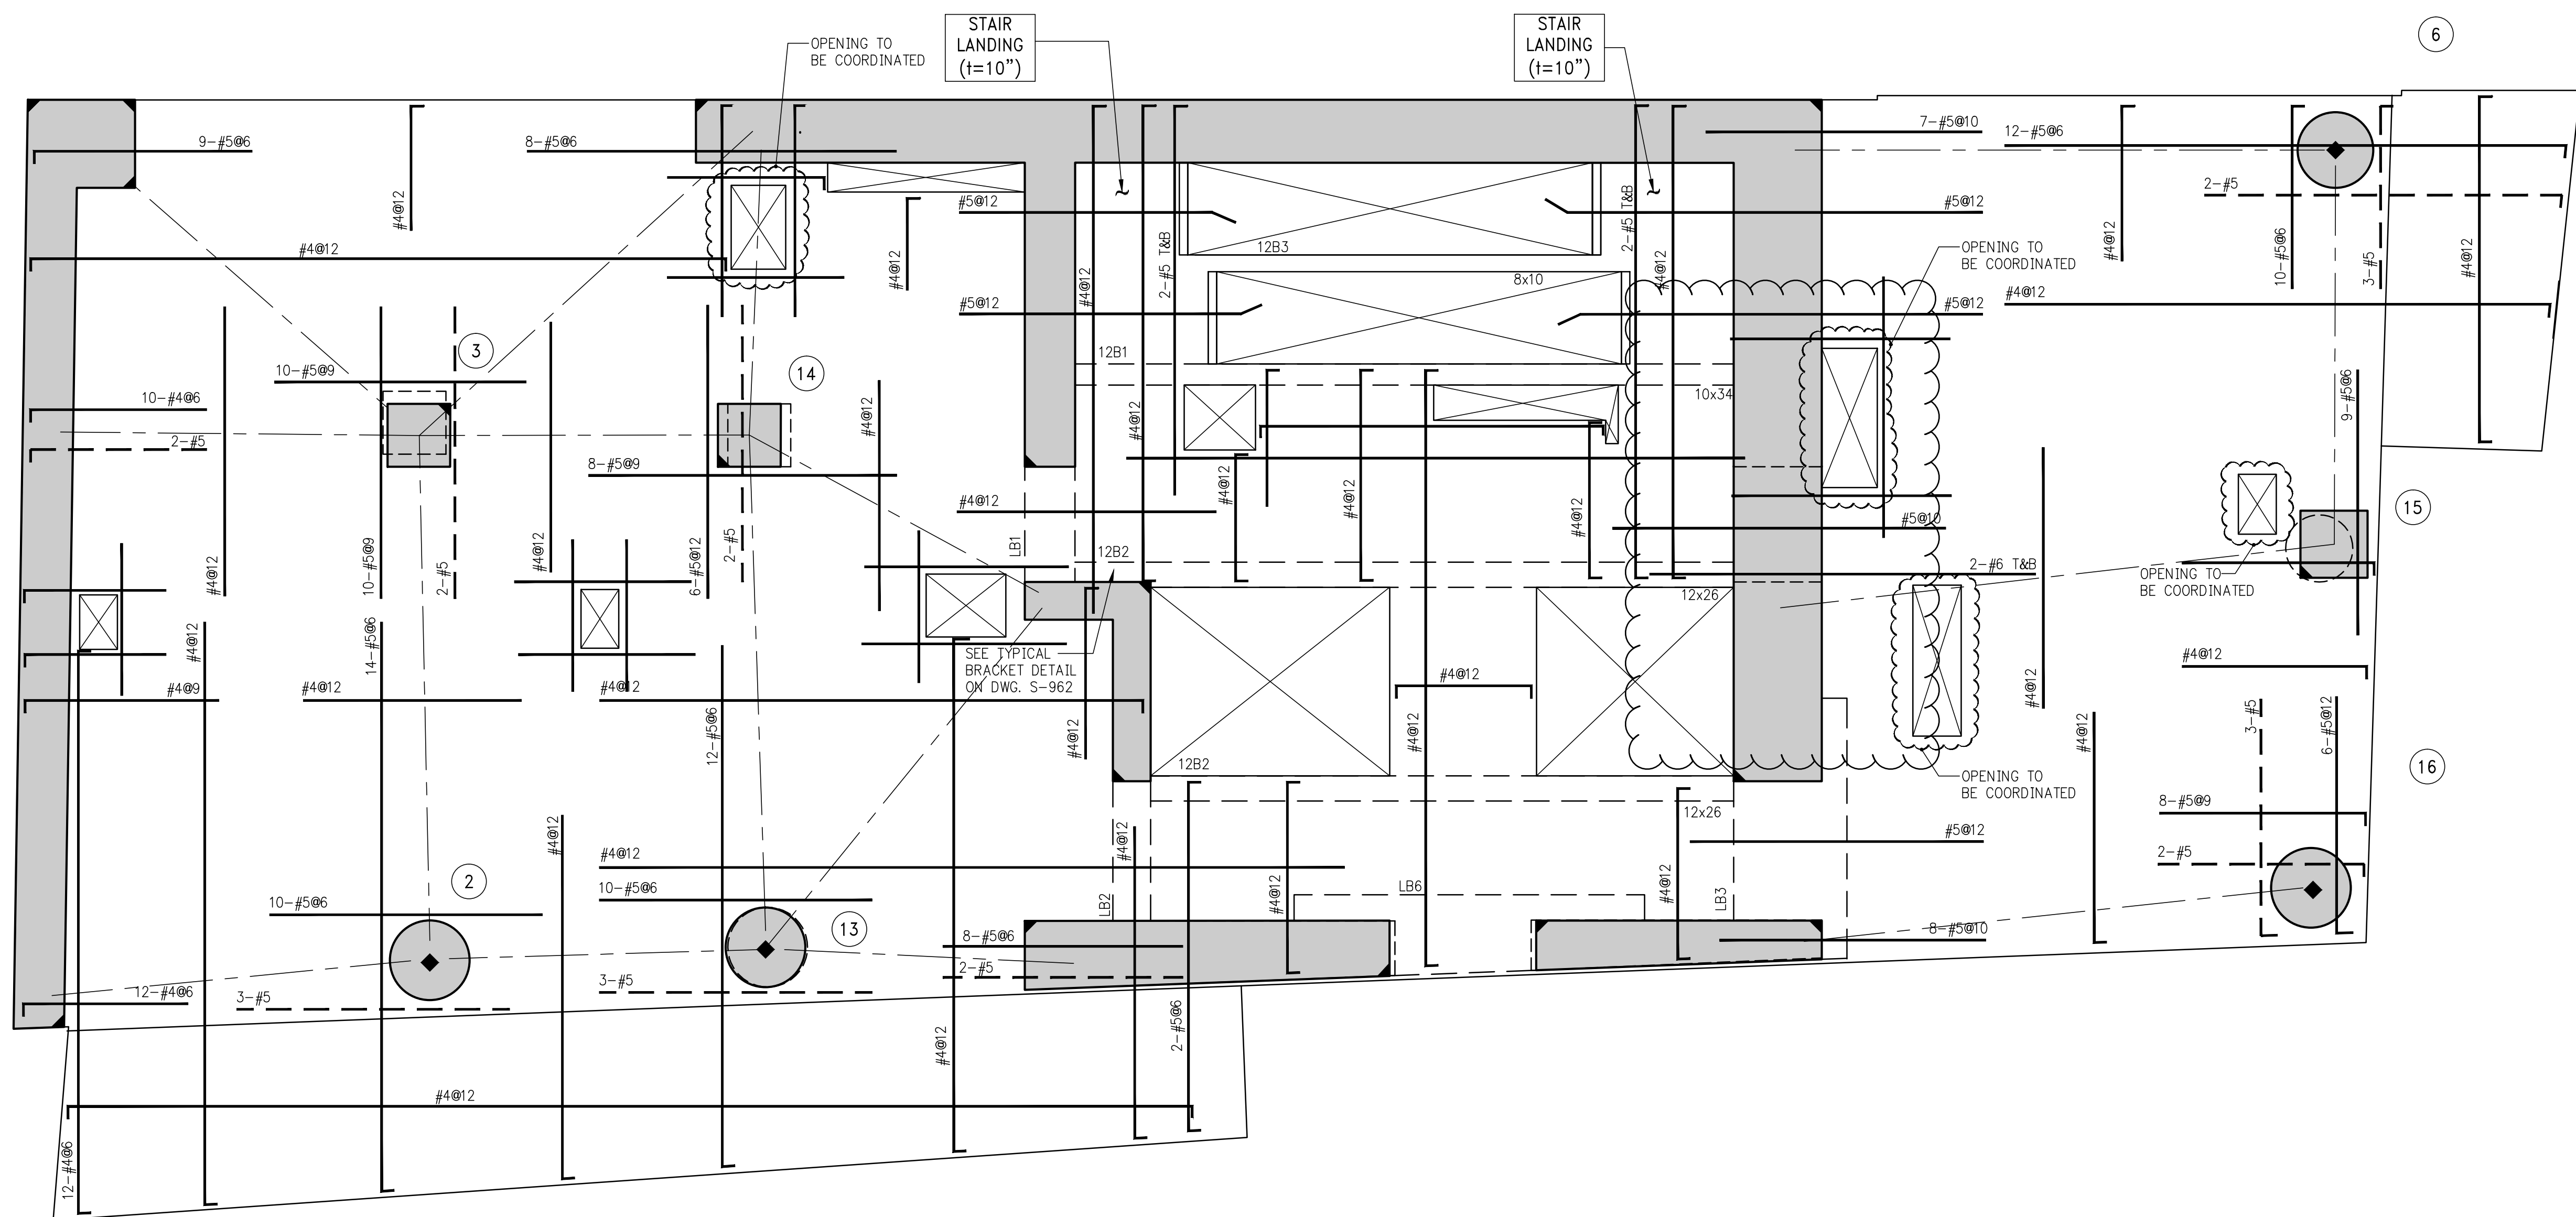 STAIR
LANDING
(t=10")
STAIR
LANDING
(t=10")
6
OPENING TO
BE COORDINATED
9-#5@6
8-#5@6
7-#5@10
12-#5@6
2-#5
#4@12
#4@12
#5@12
#5@12
#4@12
#4@12
2-#5 T&B
2-#5 T&B
#4@12
12B3
8x10
OPENING TO
BE COORDINATED
#4@12
10-#5@6
3-#5
#4@12
#4@12
#5@12
#5@12
3
14
12B1
10-#5@9
10-#4@6
2-#5
8-#5@9
#4@12
#4@12
10x34
9-#5@6
#4@12
#4@12
#4@12
#4@12
#5@10
15
#4@12
10-#5@9
2-#5
#4@12
6-#5@12
2-#5
LB1
12B2
2-#6 T&B
OPENING TO
BE COORDINATED
12x26
#4@12
14-#5@6
SEE TYPICAL
BRACKET DETAIL
ON DWG. S-962
#4@12
#4@12
#4@9
#4@12
#4@12
12-#5@6
#4@12
#4@12
#4@12
#4@12
3-#5
6-#5@12
12B2
OPENING TO
BE COORDINATED
16
8-#5@9
12x26
#5@12
2-#5
#4@12
#4@12
#4@12
2
10-#5@6
10-#5@6
13
#4@12
LB2
LB6
#4@12
LB3
8-#5@6
2-#5
8-#5@10
12-#4@6
3-#5
3-#5
#4@12
2-#5@6
#4@12
12-#4@6